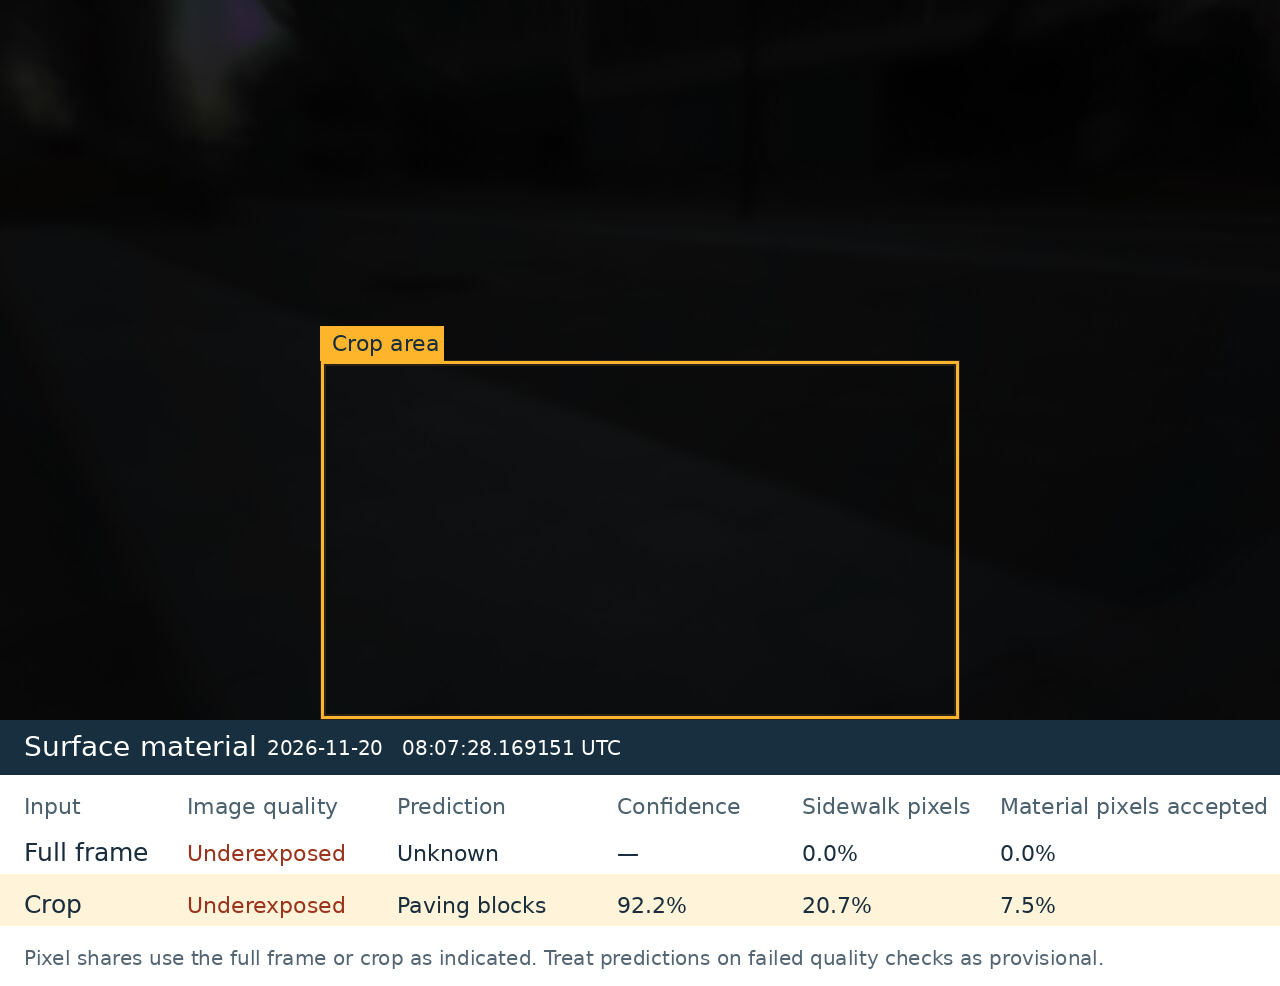 Crop area
Surface material 2026-11-20 08:07:28.169151 UTC
Input Image quality Prediction Confidence Sidewalk pixels Material pixels accepted
Full frame Underexposed Unknown — 0.0% 0.0%
Crop Underexposed Paving blocks 92.2% 20.7% 7.5%
Pixel shares use the full frame or crop as indicated. Treat predictions on failed quality checks as provisional.